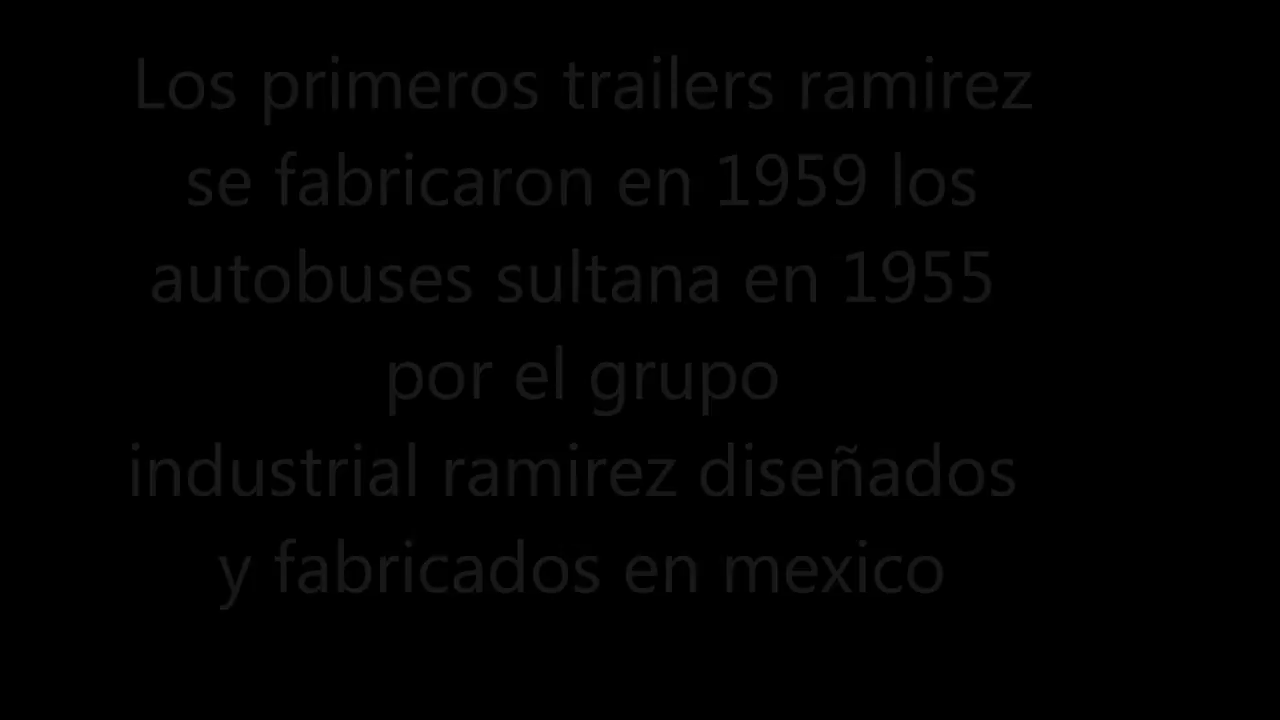 Los primeros trailers ramirez
se fabricaron en 1959 los
autobuses sultana en 1955
por el grupo
industrial ramirez diseñados
y fabricados en mexico